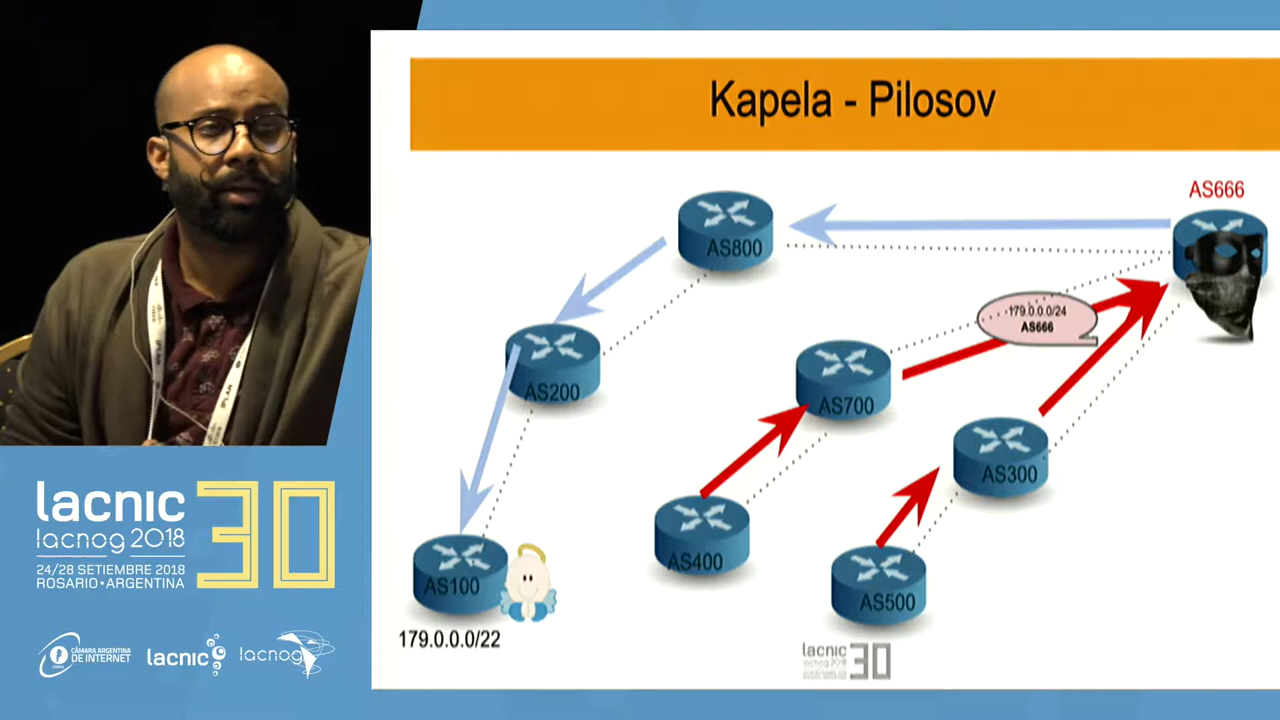 Kapela - Pilosov
AS666
AS800
179.0.0.0/24
AS666
AS200
AS700
AS300
AS400
AS100
AS500
179.0.0.0/22
lacnic 30
lacnog 2018
24/28 SETIEMBRE 2018
ROSARIO • ARGENTINA
CÁMARA ARGENTINA
DE INTERNET
lacnic
lacnog
lacnic 30
lacnog 2018
IPLAN